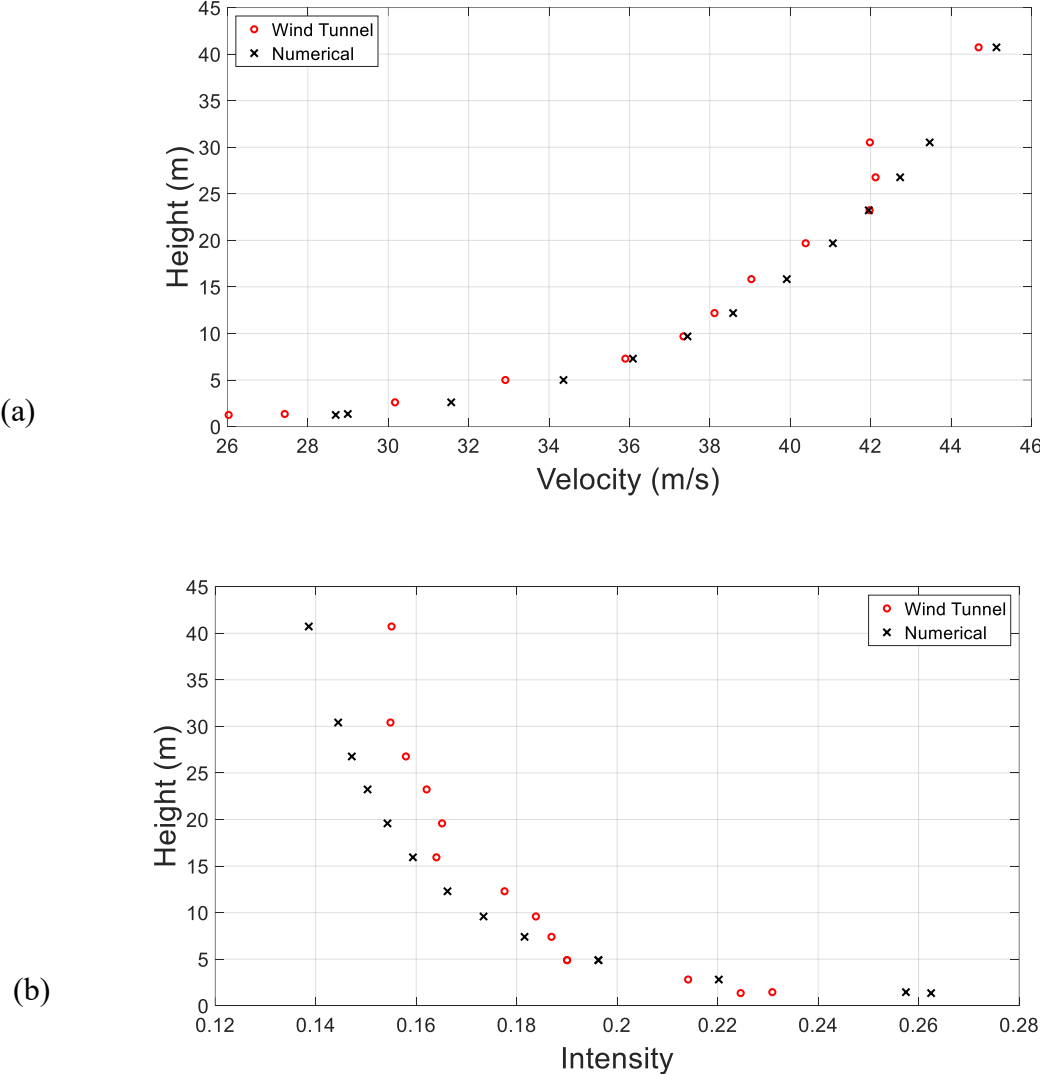 45
40
35
30
25
20
15
10
5
0
Height (m)
Wind Tunnel
Numerical
26 28 30 32 34 36 38 40 42 44 46
Velocity (m/s)
(a)
45
40
35
30
25
20
15
10
5
0
Height (m)
Wind Tunnel
Numerical
0.12 0.14 0.16 0.18 0.2 0.22 0.24 0.26 0.28
Intensity
(b)